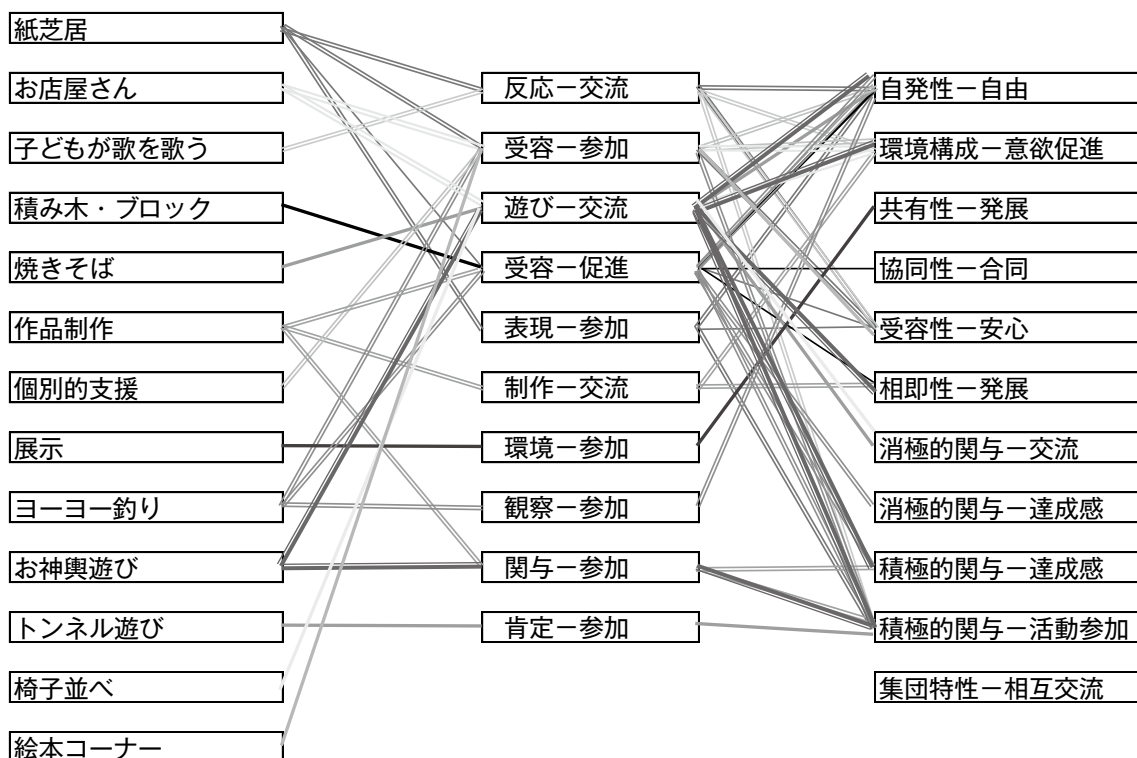 紙芝居
お店屋さん
子どもが歌を歌う
積み木・ブロック
焼きそば
作品制作
個別的支援
展示
ヨーヨー釣り
お神輿遊び
トンネル遊び
椅子並べ
絵本コーナー
反応－交流
受容－参加
遊び－交流
受容－促進
表現－参加
制作－交流
環境－参加
観察－参加
関与－参加
肯定－参加
自発性－自由
環境構成－意欲促進
共有性－発展
協同性－合同
受容性－安心
相即性－発展
消極的関与－交流
消極的関与－達成感
積極的関与－達成感
積極的関与－活動参加
集団特性－相互交流